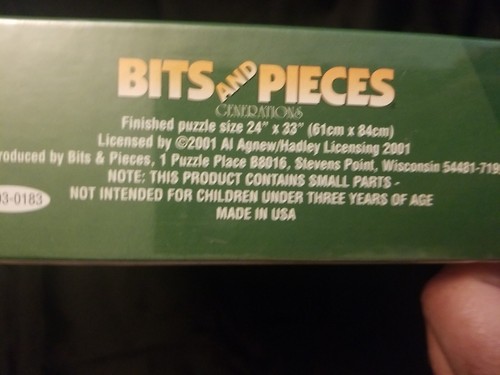 BITS AND PIECES
GENERATIONS
Finished puzzle size 24" x 33" (61cm x 84cm)
Licensed by ©2001 Al Agnew/Hadley Licensing 2001
roduced by Bits & Pieces, 1 Puzzle Place B8016, Stevens Point, Wisconsin 54481-719
NOTE: THIS PRODUCT CONTAINS SMALL PARTS -
03-0183
NOT INTENDED FOR CHILDREN UNDER THREE YEARS OF AGE
MADE IN USA